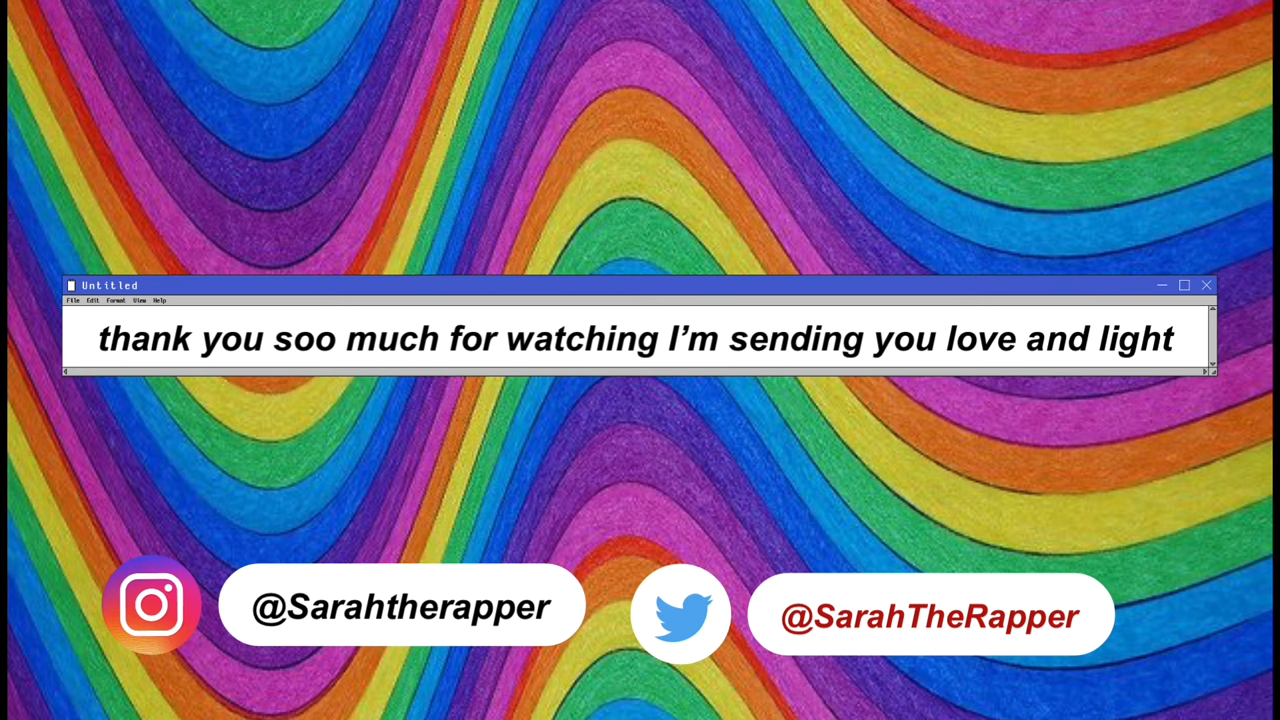 Untitled
File Edit Format View Help
thank you soo much for watching I’m sending you love and light
@Sarahtherapper
@SarahTheRapper